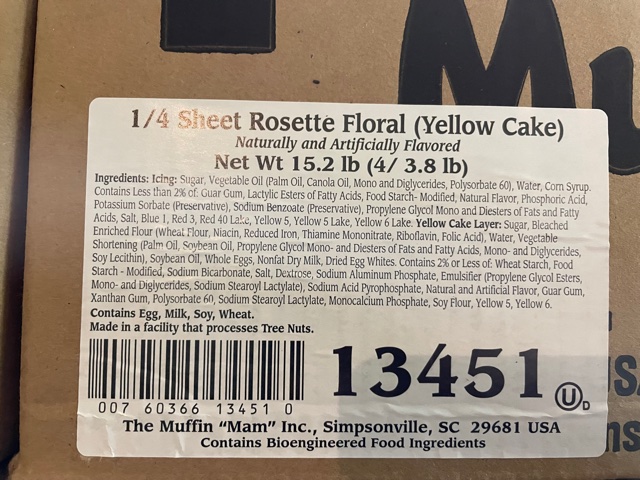 Mu
1/4 Sheet Rosette Floral (Yellow Cake)
Naturally and Artificially Flavored
Net Wt 15.2 lb (4/ 3.8 lb)
Ingredients: Icing: Sugar, Vegetable Oil (Palm Oil, Canola Oil, Mono and Diglycerides, Polysorbate 60), Water, Corn Syrup.
Contains Less than 2% of: Guar Gum, Lactylic Esters of Fatty Acids, Food Starch- Modified, Natural Flavor, Phosphoric Acid,
Potassium Sorbate (Preservative), Sodium Benzoate (Preservative), Propylene Glycol Mono and Diesters of Fats and Fatty
Acids, Salt, Blue 1, Red 3, Red 40 Lake, Yellow 5, Yellow 5 Lake, Yellow 6 Lake. Yellow Cake Layer: Sugar, Bleached
Enriched Flour (Wheat Flour, Niacin, Reduced Iron, Thiamine Mononitrate, Riboflavin, Folic Acid), Water, Vegetable
Shortening (Palm Oil, Soybean Oil, Propylene Glycol Mono- and Diesters of Fats and Fatty Acids, Mono- and Diglycerides,
Soy Lecithin), Soybean Oil, Whole Eggs, Nonfat Dry Milk, Dried Egg Whites. Contains 2% or Less of: Wheat Starch, Food
Starch - Modified, Sodium Bicarbonate, Salt, Dextrose, Sodium Aluminum Phosphate, Emulsifier (Propylene Glycol Esters,
Mono- and Diglycerides, Sodium Stearoyl Lactylate), Sodium Acid Pyrophosphate, Natural and Artificial Flavor, Guar Gum,
Xanthan Gum, Polysorbate 60, Sodium Stearoyl Lactylate, Monocalcium Phosphate, Soy Flour, Yellow 5, Yellow 6.
Contains Egg, Milk, Soy, Wheat.
Made in a facility that processes Tree Nuts.
13451
U D
007 60366 13451 0
The Muffin "Mam" Inc., Simpsonville, SC 29681 USA
Contains Bioengineered Food Ingredients